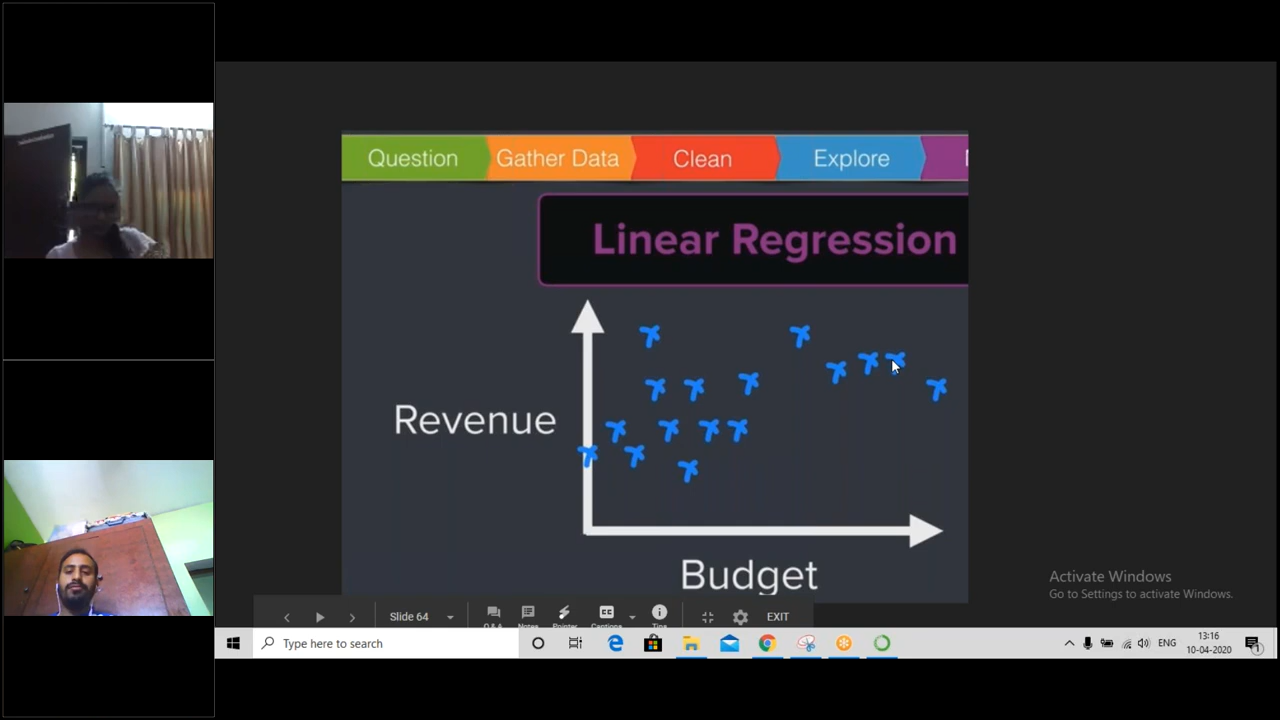 Question
Gather Data
Clean
Explore
Linear Regression
Revenue
Budget
Activate Windows
Go to Settings to activate Windows.
Slide 64
EXIT
Type here to search
ENG
13:16
10-04-2020